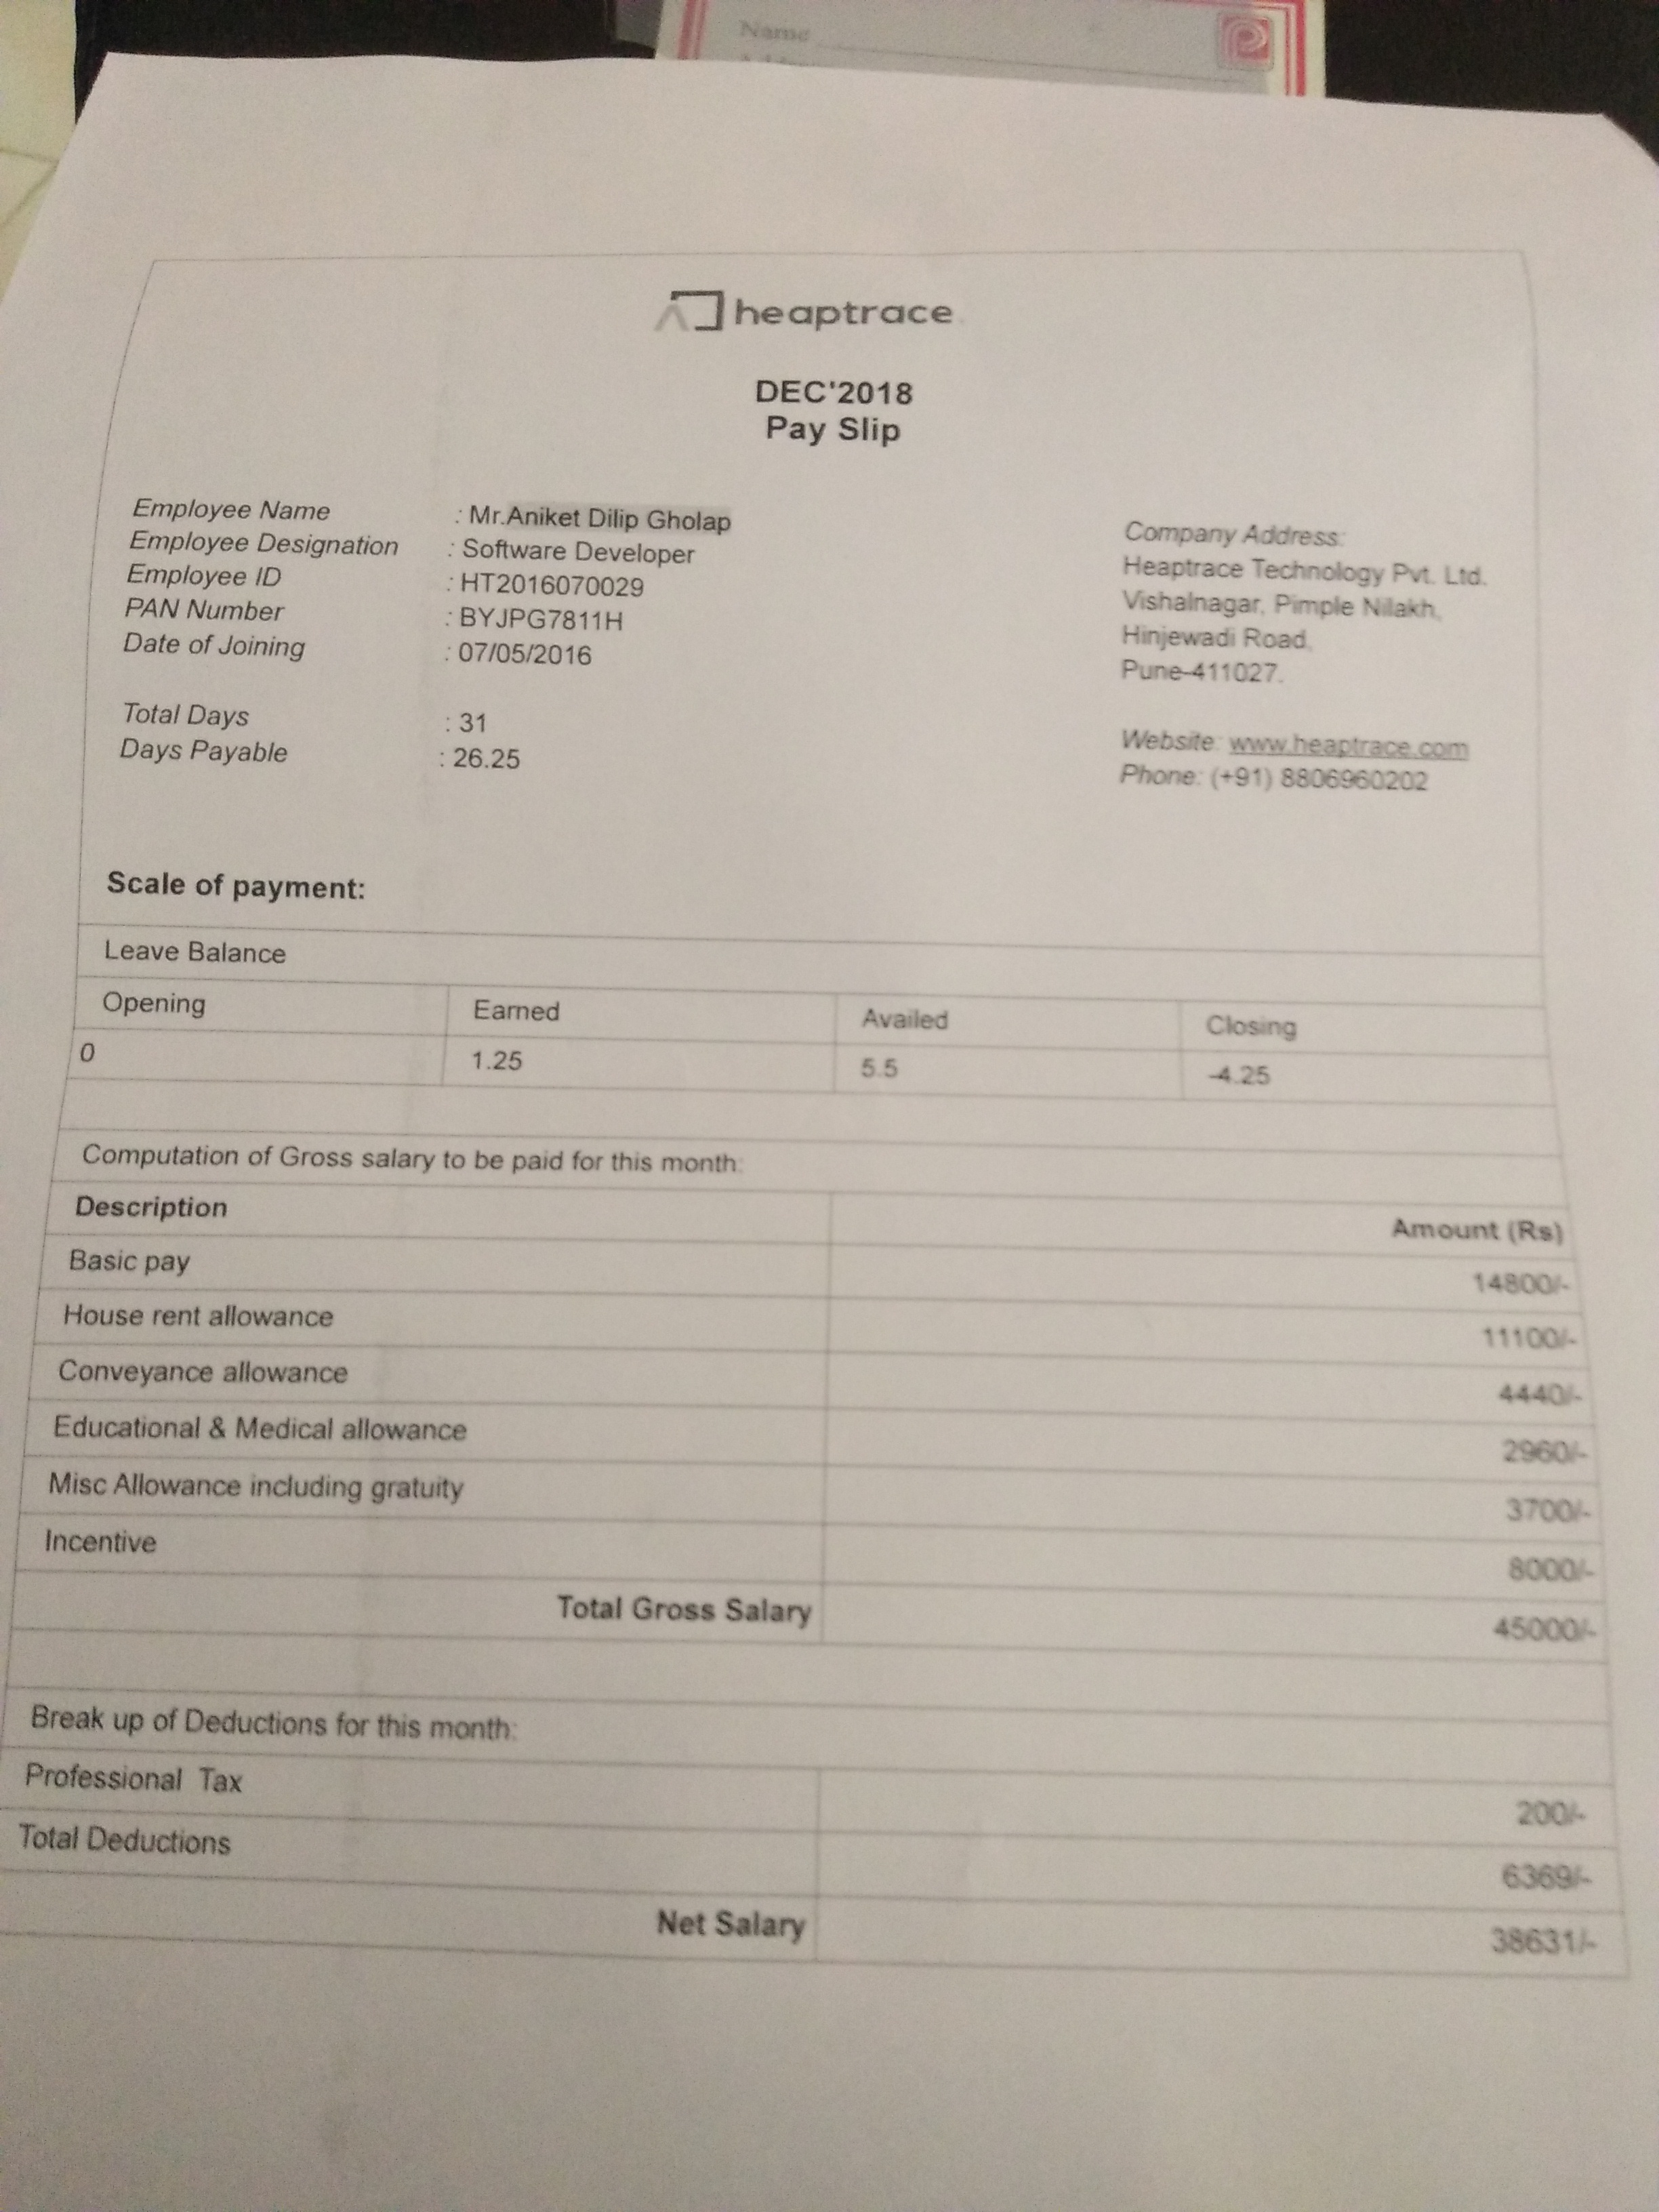 Name
heaptrace
DEC'2018
Pay Slip
Employee Name : Mr.Aniket Dilip Gholap
Employee Designation : Software Developer
Employee ID : HT2016070029
PAN Number : BYJPG7811H
Date of Joining : 07/05/2016
Total Days : 31
Days Payable : 26.25
Company Address:
Heaptrace Technology Pvt. Ltd.
Vishalnagar, Pimple Nilakh,
Hinjewadi Road,
Pune-411027.
Website: www.heaptrace.com
Phone: (+91) 8806960202
Scale of payment:
Leave Balance
Opening Earned Availed Closing
0 1.25 5.5 -4.25
Computation of Gross salary to be paid for this month:
Description Amount (Rs)
Basic pay 14800/-
House rent allowance 11100/-
Conveyance allowance 4440/-
Educational & Medical allowance 2960/-
Misc Allowance including gratuity 3700/-
Incentive 8000/-
Total Gross Salary 45000/-
Break up of Deductions for this month:
Professional Tax 200/-
Total Deductions 6369/-
Net Salary 38631/-